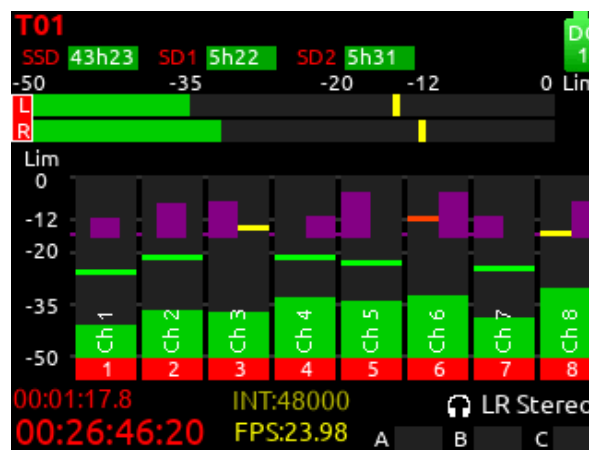 T01
SSD 43h23 SD1 5h22 SD2 5h31
-50 -35 -20 -12 0 Lim
L
R
Lim
0
-12
-20
-35
-50
Ch 1 Ch 2 Ch 3 Ch 4 Ch 5 Ch 6 Ch 7 Ch 8
1 2 3 4 5 6 7 8
00:01:17.8 INT:48000 LR Stereo
00:26:46:20 FPS:23.98 A B C